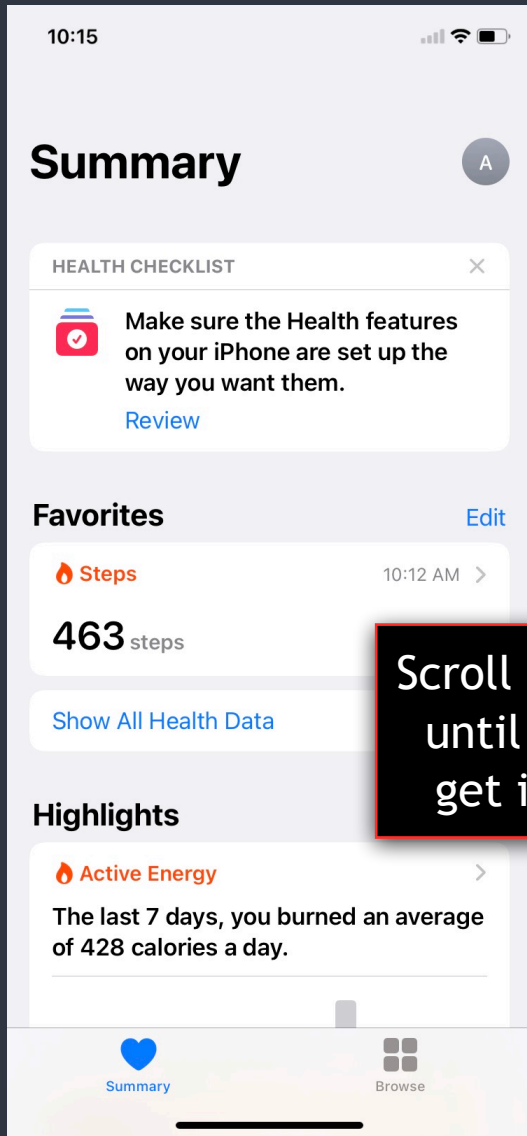 10:15
Summary
A
HEALTH CHECKLIST
Make sure the Health features
on your iPhone are set up the
way you want them.
Review
Favorites
Edit
Steps
10:12 AM
463 steps
Show All Health Data
Scroll
until
get
Highlights
Active Energy
The last 7 days, you burned an average
of 428 calories a day.
Summary
Browse